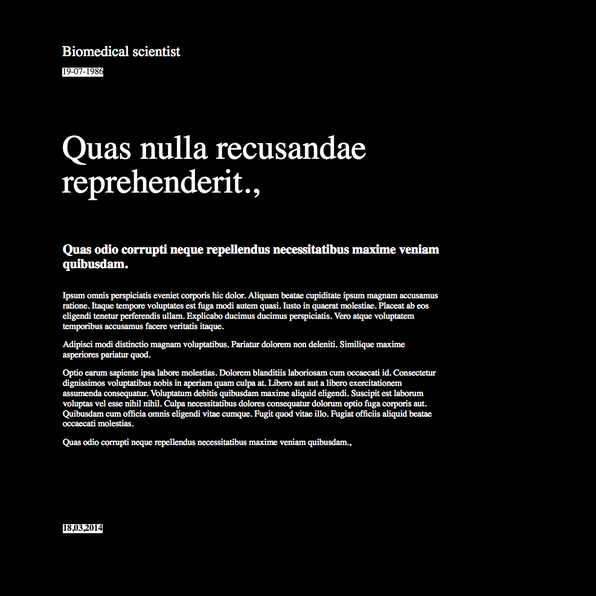 Biomedical scientist
19-07-1986
Quas nulla recusandae
reprehenderit.,
Quas odio corrupti neque repellendus necessitatibus maxime veniam
quibusdam.
Ipsum omnis perspiciatis eveniet corporis hic dolor. Aliquam beatae cupiditate ipsum magnam accusamus
ratione. Itaque tempore voluptates est fuga modi autem quasi. Iusto in quaerat molestiae. Placeat ab eos
eligendi tenetur perferendis ullam. Explicabo ducimus ducimus perspiciatis. Vero atque voluptatem
temporibus accusamus facere veritatis itaque.
Adipisci modi distinctio magnam voluptatibus. Pariatur dolorem non deleniti. Similique maxime
asperiores pariatur quod.
Optio earum sapiente ipsa labore molestias. Dolorem blanditiis laboriosam cum occaecati id. Consectetur
dignissimos voluptatibus nobis in aperiam quam culpa at. Libero aut aut a libero exercitationem
assumenda consequatur. Voluptatum debitis quibusdam maxime aliquid eligendi. Suscipit est laborum
voluptas vel esse nihil nihil. Culpa necessitatibus dolores consequatur dolorum optio fuga corporis aut.
Quibusdam cum officia omnis eligendi vitae cumque. Fugit quod vitae illo. Fugiat officiis aliquid beatae
occaecati molestias.
Quas odio corrupti neque repellendus necessitatibus maxime veniam quibusdam.,
18,03,2014